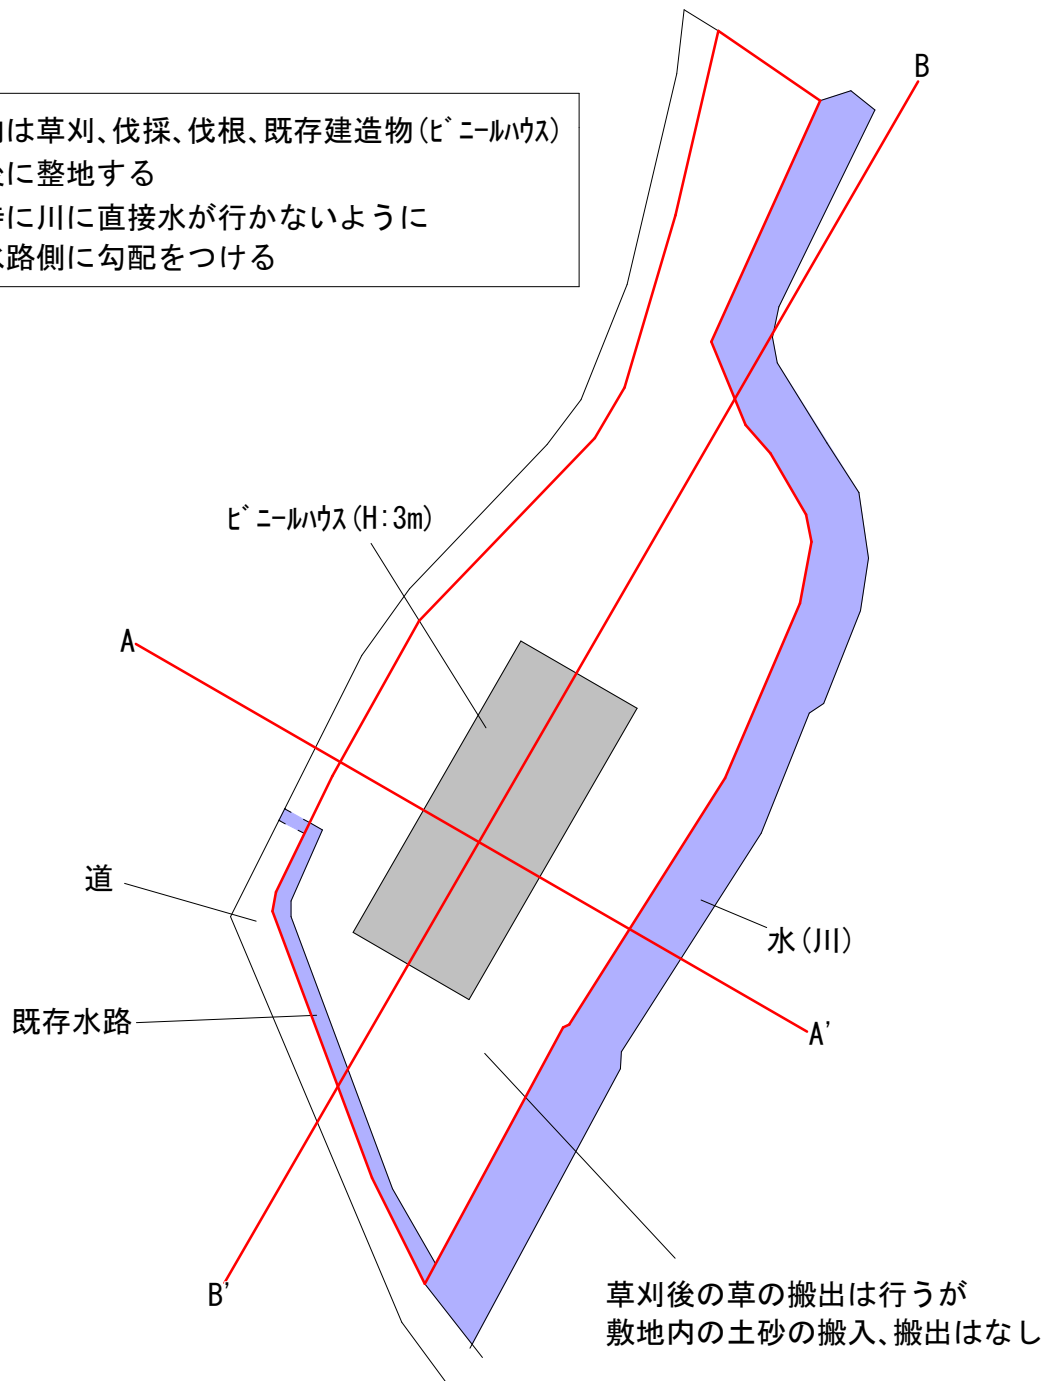 B
は草刈、伐採、伐根、既存建造物(ﾋﾞﾆｰﾙﾊｳｽ)
に整地する
に川に直接水が行かないように
路側に勾配をつける
ﾋﾞﾆｰﾙﾊｳｽ(H:3m)
A
道
水(川)
既存水路
A'
B'
草刈後の草の搬出は行うが
敷地内の土砂の搬入、搬出はなし